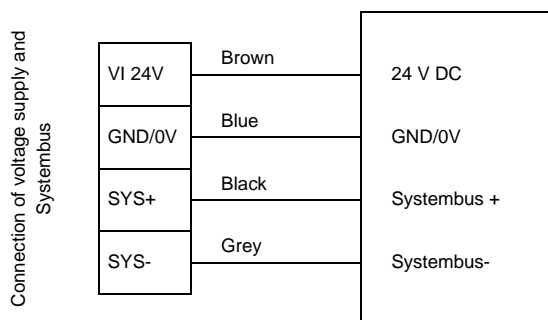 Connection of voltage supply and
Systembus
VI 24V
Brown
24 V DC
GND/0V
Blue
GND/0V
SYS+
Black
Systembus +
SYS-
Grey
Systembus-